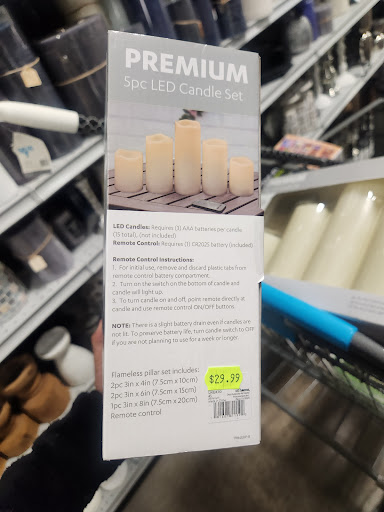 PREMIUM
5pc LED Candle Set
LED Candles: Requires (3) AAA batteries per candle
(15 total), (not included)
Remote Control: Requires (1) CR2025 battery (included)
Remote Control Instructions:
1. For initial use, remove and discard plastic tabs from
remote control battery compartment.
2. Turn on the switch on the bottom of candle and
candle will light up.
3. To turn candle on and off, point remote directly at
candle and use remote control ON/OFF buttons.
NOTE: There is a slight battery drain even if candles are
not lit. To preserve battery life, turn candle switch to OFF
if you are not planning to use for a week or longer.
Flameless pillar set includes:
2pc 3in x 4in (7.5cm x 10cm)
2pc 3in x 6in (7.5cm x 15cm)
1pc 3in x 8in (7.5cm x 20cm)
Remote control
$29.99